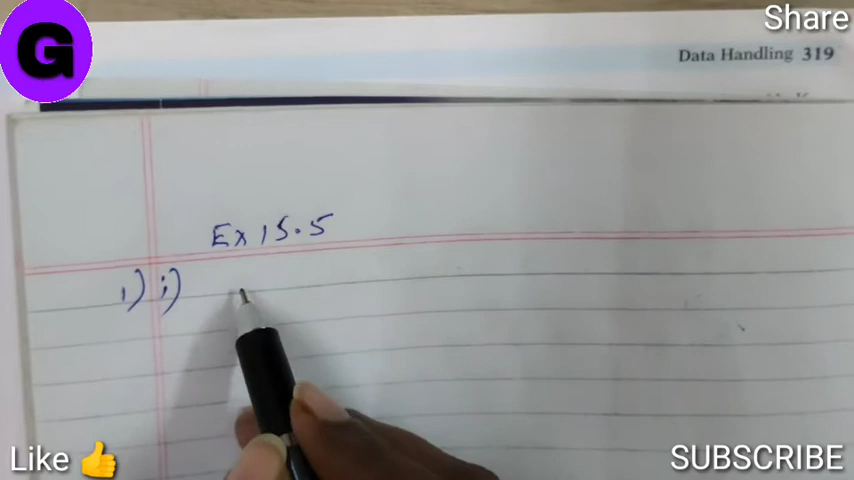 G
Share
Data Handling 319
Ex 15.5
1) i)
Like 👍
SUBSCRIBE